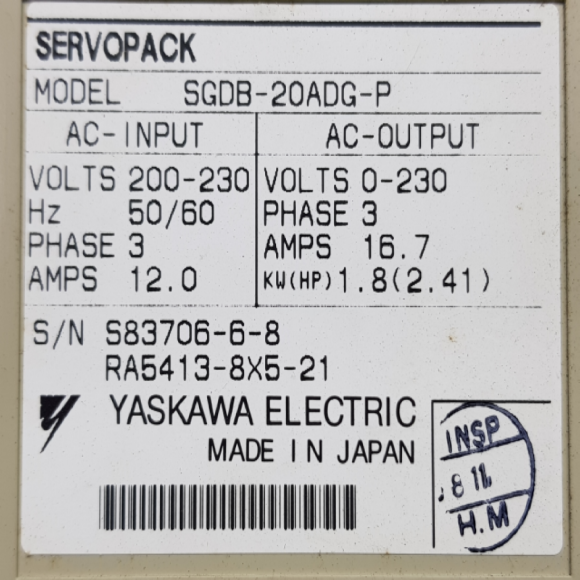 SERVOPACK
MODEL SGDB-20ADG-P
AC-INPUT AC-OUTPUT
VOLTS 200-230 VOLTS 0-230
Hz 50/60 PHASE 3
PHASE 3 AMPS 16.7
AMPS 12.0 KW(HP) 1.8(2.41)
S/N S83706-6-8
RA5413-8X5-21
YASKAWA ELECTRIC
MADE IN JAPAN
INSP
8 11
H.M